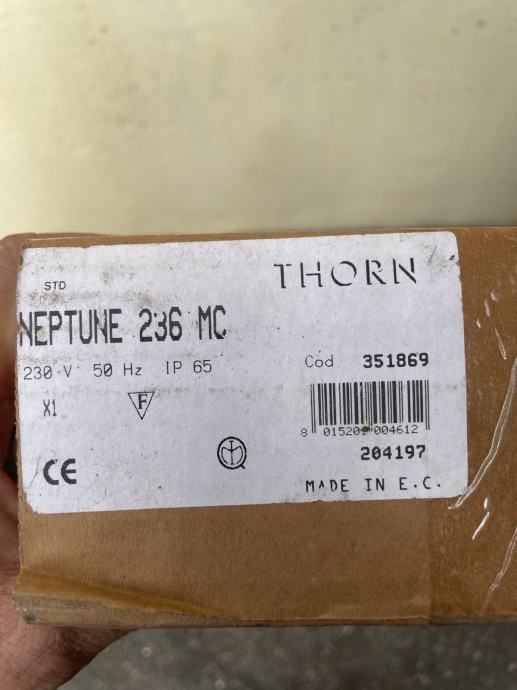 STD
THORN
NEPTUNE 236 MC
230 V 50 Hz IP 65
Cod 351869
X1
F
8 015201 004612
204197
CE
MADE IN E.C.